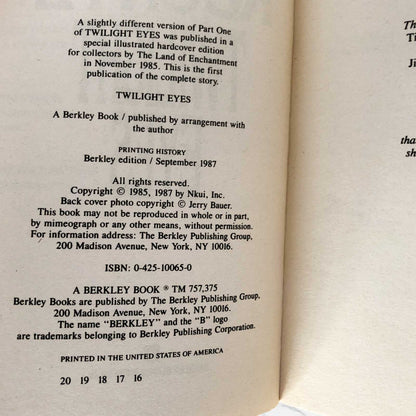 A slightly different version of Part One
of TWILIGHT EYES was published in a
special illustrated hardcover edition
for collectors by The Land of Enchantment
in November 1985. This is the first
publication of the complete story.
TWILIGHT EYES
A Berkley Book / published by arrangement with
the author
PRINTING HISTORY
Berkley edition / September 1987
All rights reserved.
Copyright © 1985, 1987 by Nkui, Inc.
Back cover photo copyright © Jerry Bauer.
This book may not be reproduced in whole or in part,
by mimeograph or any other means, without permission.
For information address: The Berkley Publishing Group,
200 Madison Avenue, New York, NY 10016.
ISBN: 0-425-10065-0
A BERKLEY BOOK ® TM 757,375
Berkley Books are published by The Berkley Publishing Group,
200 Madison Avenue, New York, NY 10016.
The name "BERKLEY" and the "B" logo
are trademarks belonging to Berkley Publishing Corporation.
PRINTED IN THE UNITED STATES OF AMERICA
20 19 18 17 16
Th
Ti
Ji
tha
sh